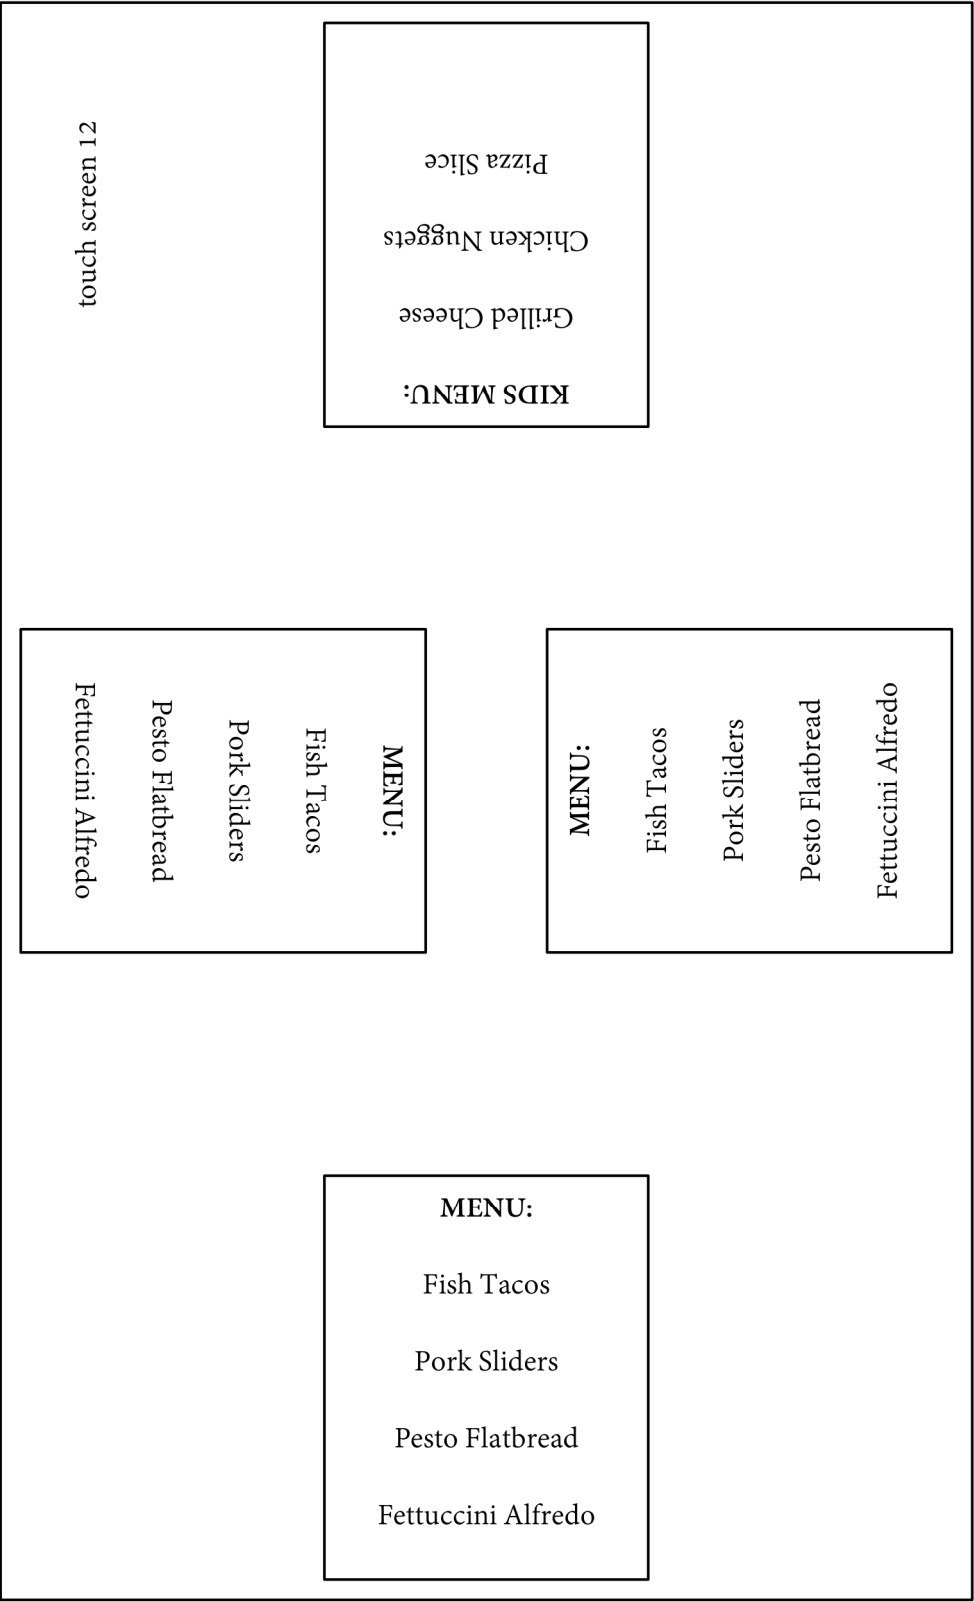 touch screen 12
KIDS MENU:
Grilled Cheese
Chicken Nuggets
Pizza Slice
MENU:
Fish Tacos
Pork Sliders
Pesto Flatbread
Fettuccini Alfredo
MENU:
Fish Tacos
Pork Sliders
Pesto Flatbread
Fettuccini Alfredo
MENU:
Fish Tacos
Pork Sliders
Pesto Flatbread
Fettuccini Alfredo